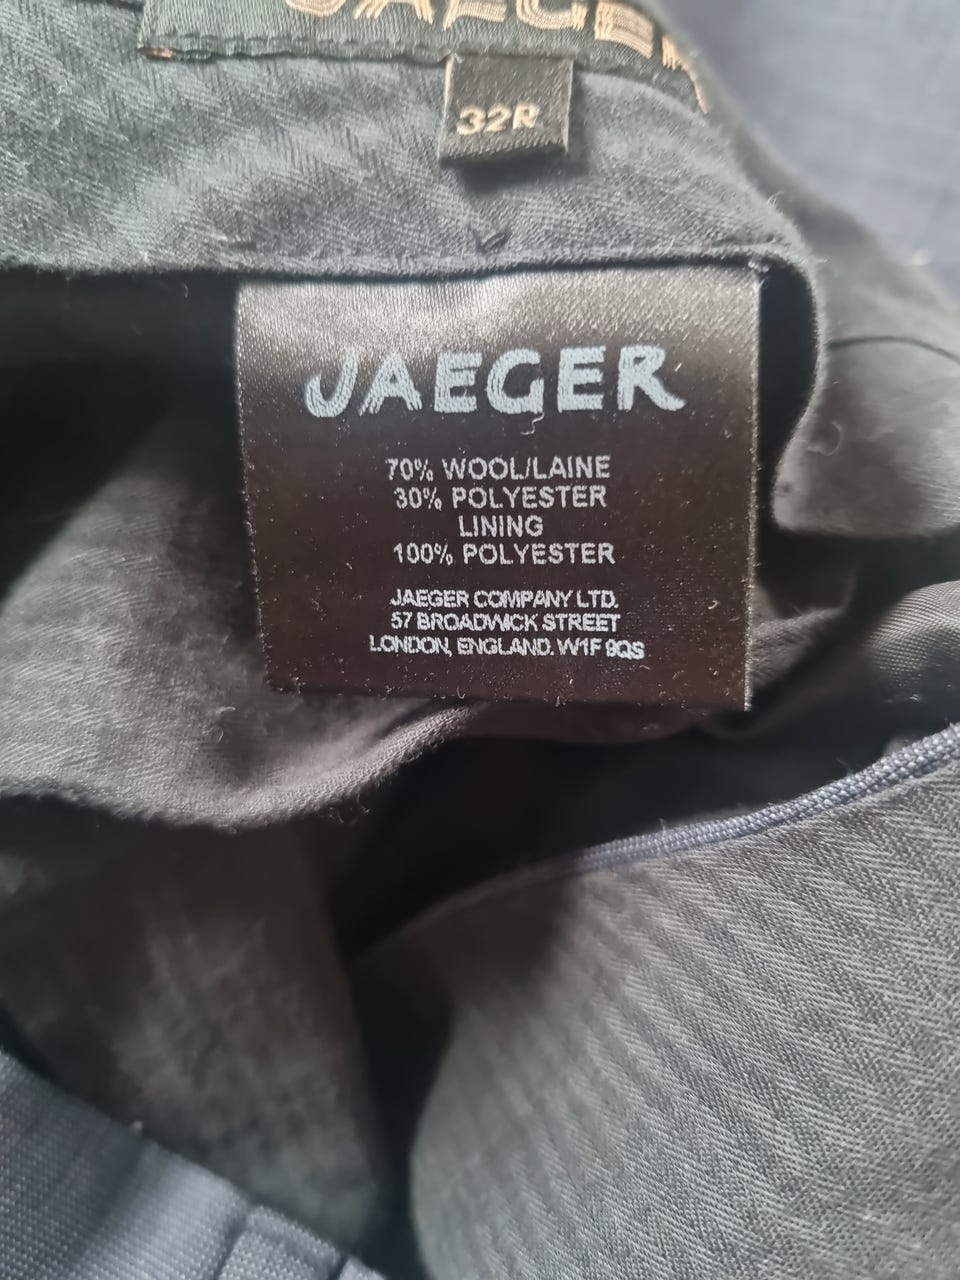 JAEGER
32R
JAEGER
70% WOOL/LAINE
30% POLYESTER
LINING
100% POLYESTER
JAEGER COMPANY LTD.
57 BROADWICK STREET
LONDON, ENGLAND. W1F 9QS